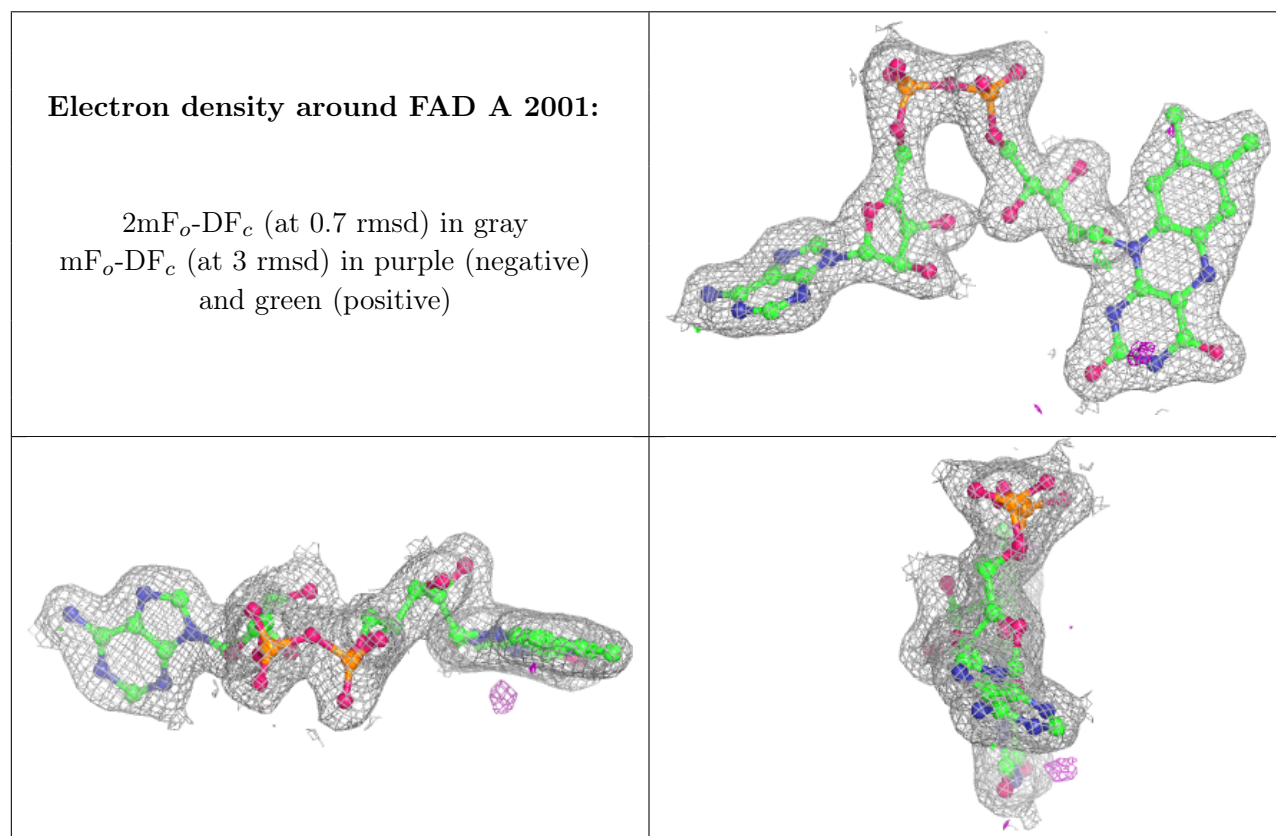 Electron density around FAD A 2001:
2mFₒ-DF𝒸 (at 0.7 rmsd) in gray
mFₒ-DF𝒸 (at 3 rmsd) in purple (negative)
and green (positive)